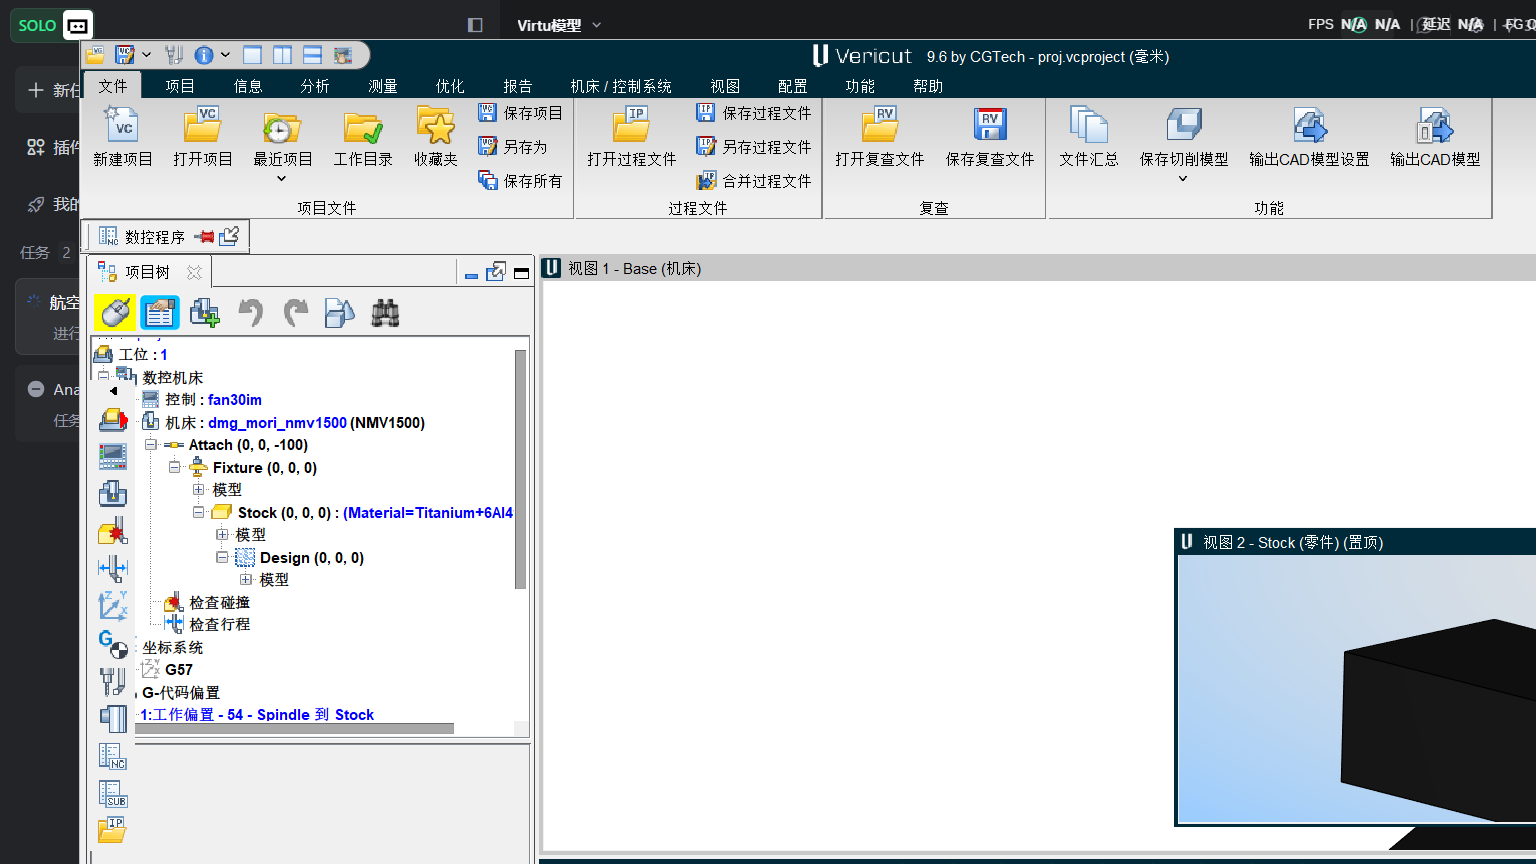 SOLO
Virtu模型
FPS N/A N/A | 延迟 N/A | FG
Vericut 9.6 by CGTech - proj.vcproject (毫米)
文件 项目 信息 分析 测量 优化 报告 机床 / 控制系统 视图 配置 功能 帮助
新建项目 打开项目 最近项目 工作目录 收藏夹
保存项目
另存为
保存所有
项目文件
打开过程文件
保存过程文件
另存过程文件
合并过程文件
过程文件
打开复查文件 保存复查文件
复查
文件汇总 保存切削模型 输出CAD模型设置 输出CAD模型
功能
新任
插件
我的
任务 2
航空
进行
Ana
任务
数控程序
项目树
工位 : 1
数控机床
控制 : fan30im
机床 : dmg_mori_nmv1500 (NMV1500)
Attach (0, 0, -100)
Fixture (0, 0, 0)
模型
Stock (0, 0, 0) : (Material=Titanium+6Al4
模型
Design (0, 0, 0)
模型
检查碰撞
检查行程
坐标系统
G57
G-代码偏置
1:工作偏置 - 54 - Spindle 到 Stock
NC
SUB
IP
视图 1 - Base (机床)
视图 2 - Stock (零件) (置顶)